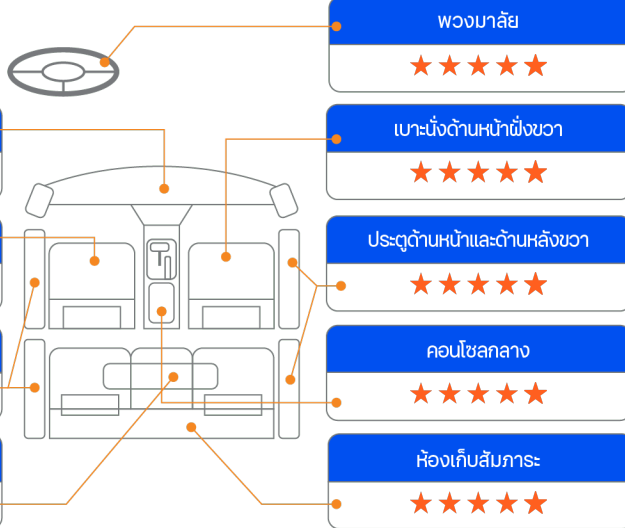 พวงมาลัย
เบาะนั่งด้านหน้าฝั่งขวา
ประตูด้านหน้าและด้านหลังขวา
คอนโซลกลาง
ห้องเก็บสัมภาระ